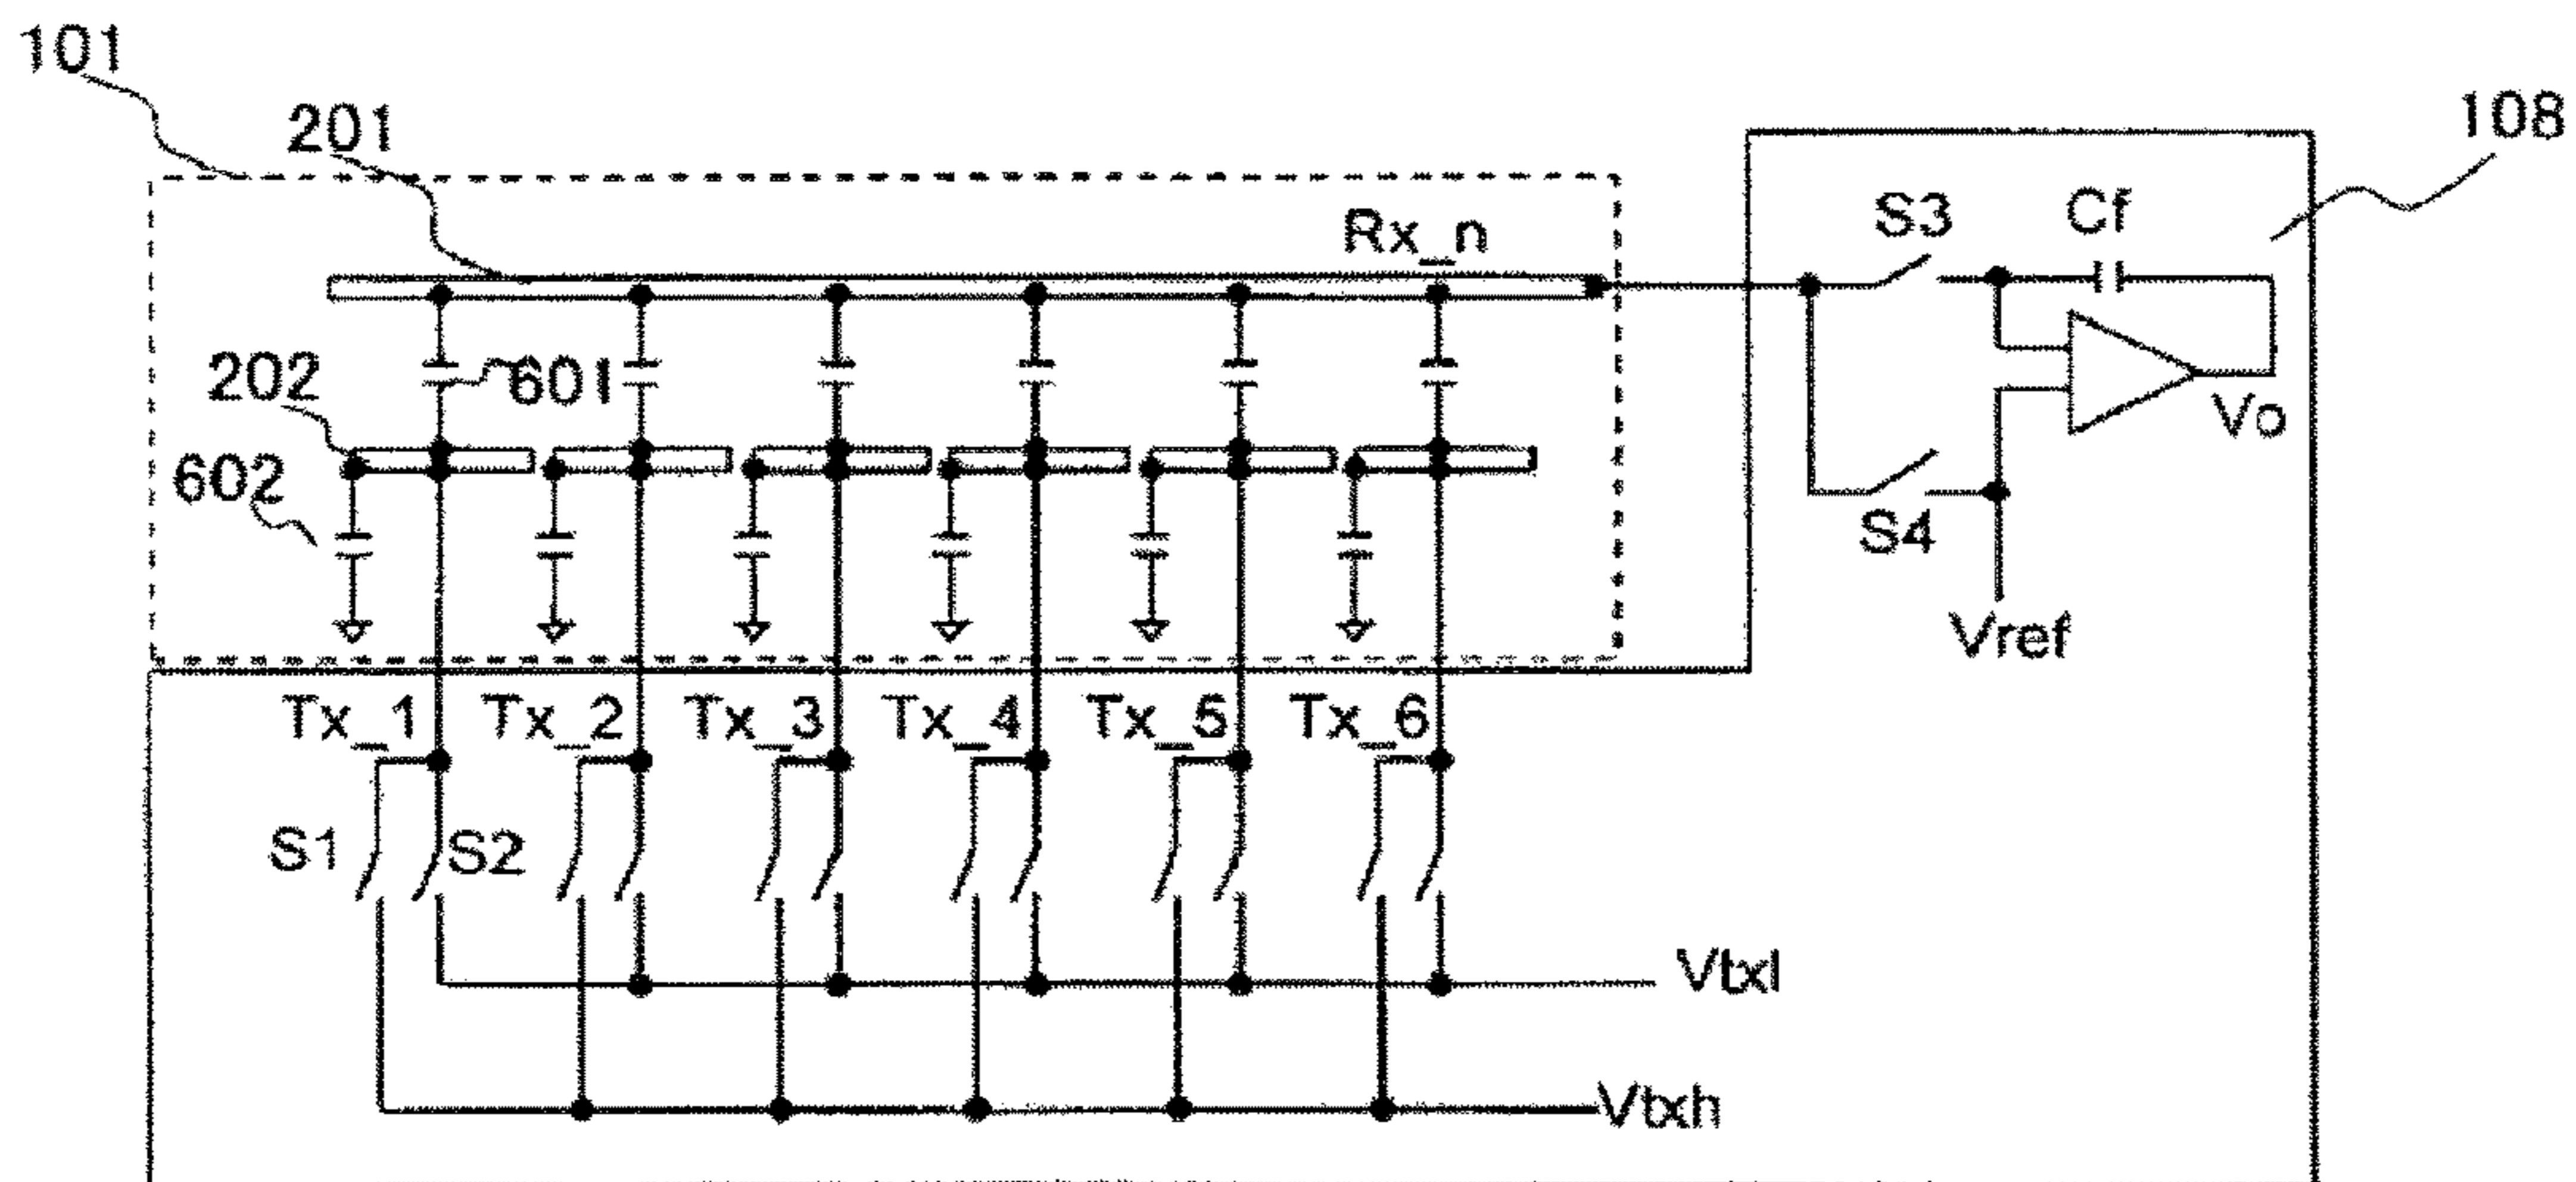 101
201
108
S3
Cf
Rx_n
202
601
602
Vo
S4
Vref
Tx_1
Tx_2
Tx_3
Tx_4
Tx_5
Tx_6
S1
S2
Vtxl
Vtxh